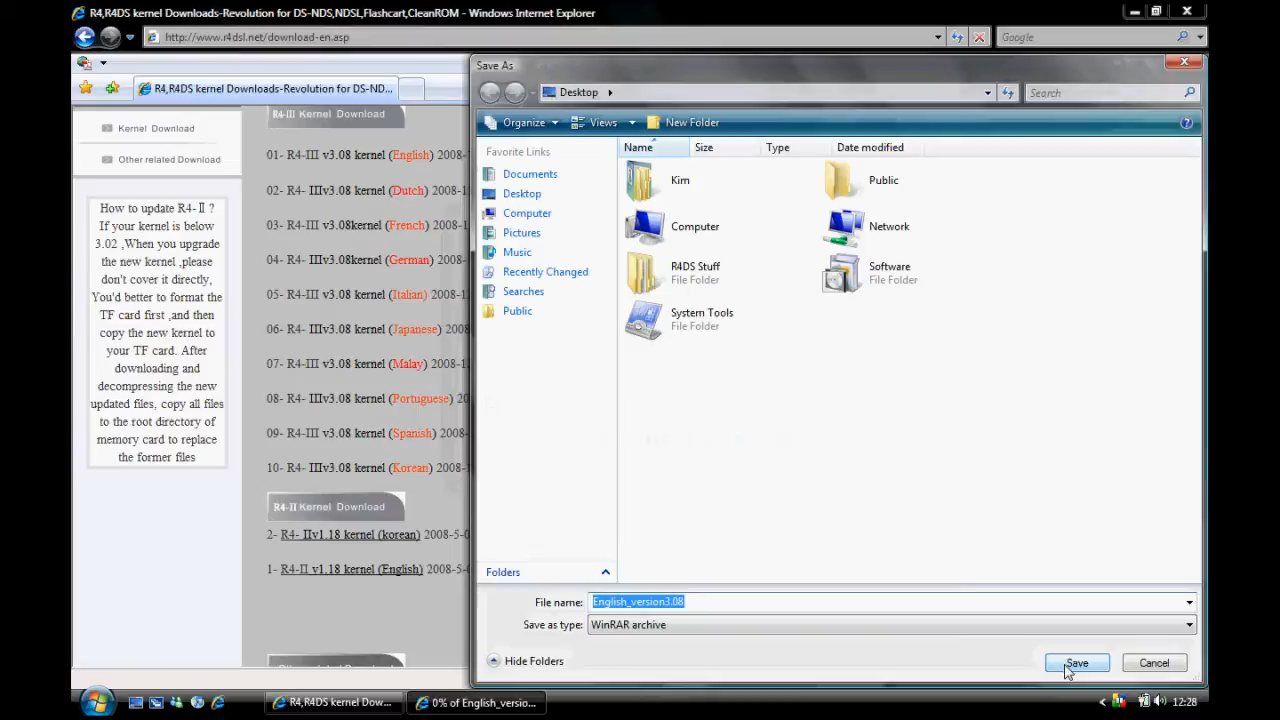 R4,R4DS kernel Downloads-Revolution for DS-NDS,NDSL,Flashcart,CleanROM - Windows Internet Explorer
http://www.r4dsl.net/download-en.asp
Google
R4,R4DS kernel Downloads-Revolution for DS-ND...
Kernel Download
Other related Download
How to update R4-Ⅱ ?
If your kernel is below
3.02 ,When you upgrade
the new kernel ,please
don't cover it directly,
You'd better to format the
TF card first ,and then
copy the new kernel to
your TF card. After
downloading and
decompressing the new
updated files, copy all files
to the root directory of
memory card to replace
the former files
R4-III Kernel Download
01- R4-III v3.08 kernel (English) 2008-
02- R4- IIIv3.08 kernel (Dutch) 2008-1
03- R4-III v3.08kernel (French) 2008-
04- R4- IIIv3.08kernel (German) 2008-
05- R4-III v3.08 kernel (Italian) 2008-
06- R4- IIIv3.08 kernel (Japanese) 2008
07- R4-III v3.08 kernel (Malay) 2008-1
08- R4- IIIv3.08 kernel (Portuguese) 20
09- R4-III v3.08 kernel (Spanish) 2008-
10- R4- IIIv3.08 kernel (Korean) 2008-
R4-II Kernel Download
2- R4- IIv1.18 kernel (korean) 2008-5-0
1- R4-II v1.18 kernel (English) 2008-5-0
Save As
Desktop
Search
Organize
Views
New Folder
Favorite Links
Documents
Desktop
Computer
Pictures
Music
Recently Changed
Searches
Public
Folders
Name
Size
Type
Date modified
Kim
Public
Computer
Network
R4DS Stuff
File Folder
Software
File Folder
System Tools
File Folder
File name: English_version3.08
Save as type: WinRAR archive
Hide Folders
Save
Cancel
R4,R4DS kernel Dow...
0% of English_versio...
12:28